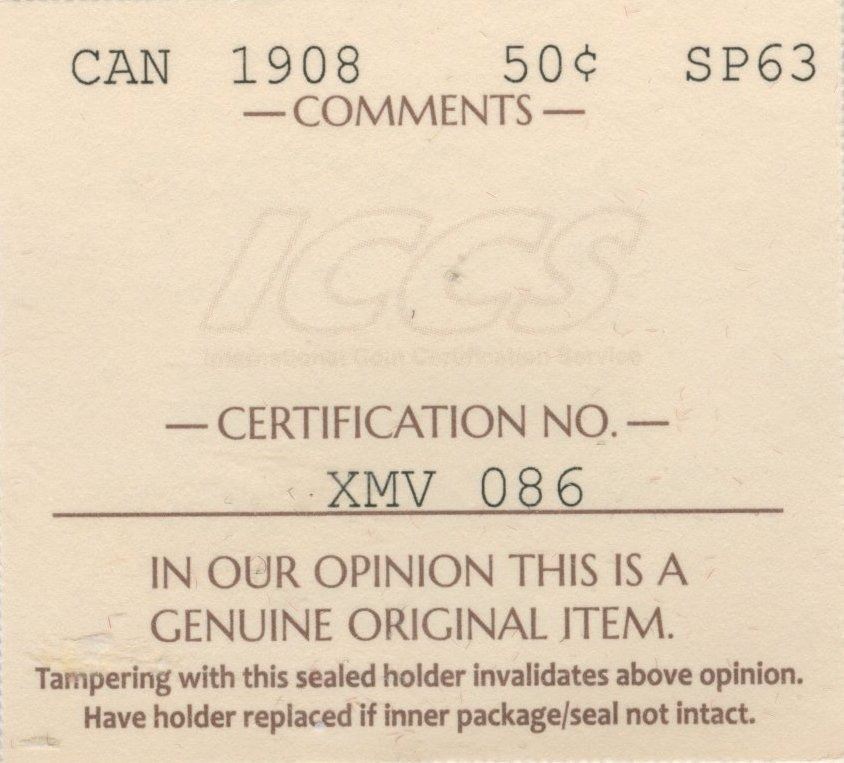 CAN 1908 50¢ SP63
— COMMENTS —
ICCS
International Coin Certification Service
— CERTIFICATION NO. —
XMV 086
IN OUR OPINION THIS IS A
GENUINE ORIGINAL ITEM.
Tampering with this sealed holder invalidates above opinion.
Have holder replaced if inner package/seal not intact.